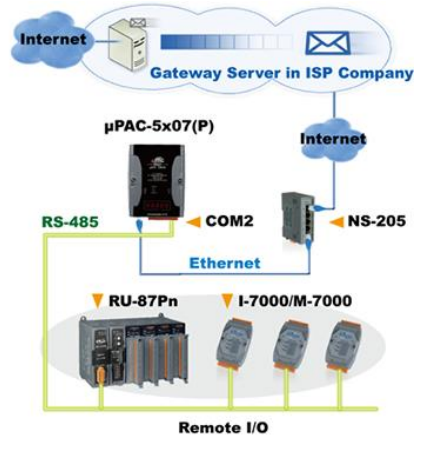 Internet
Gateway Server in ISP Company
µPAC-5x07(P)
Internet
RS-485
COM2
NS-205
Ethernet
RU-87Pn
I-7000/M-7000
Remote I/O